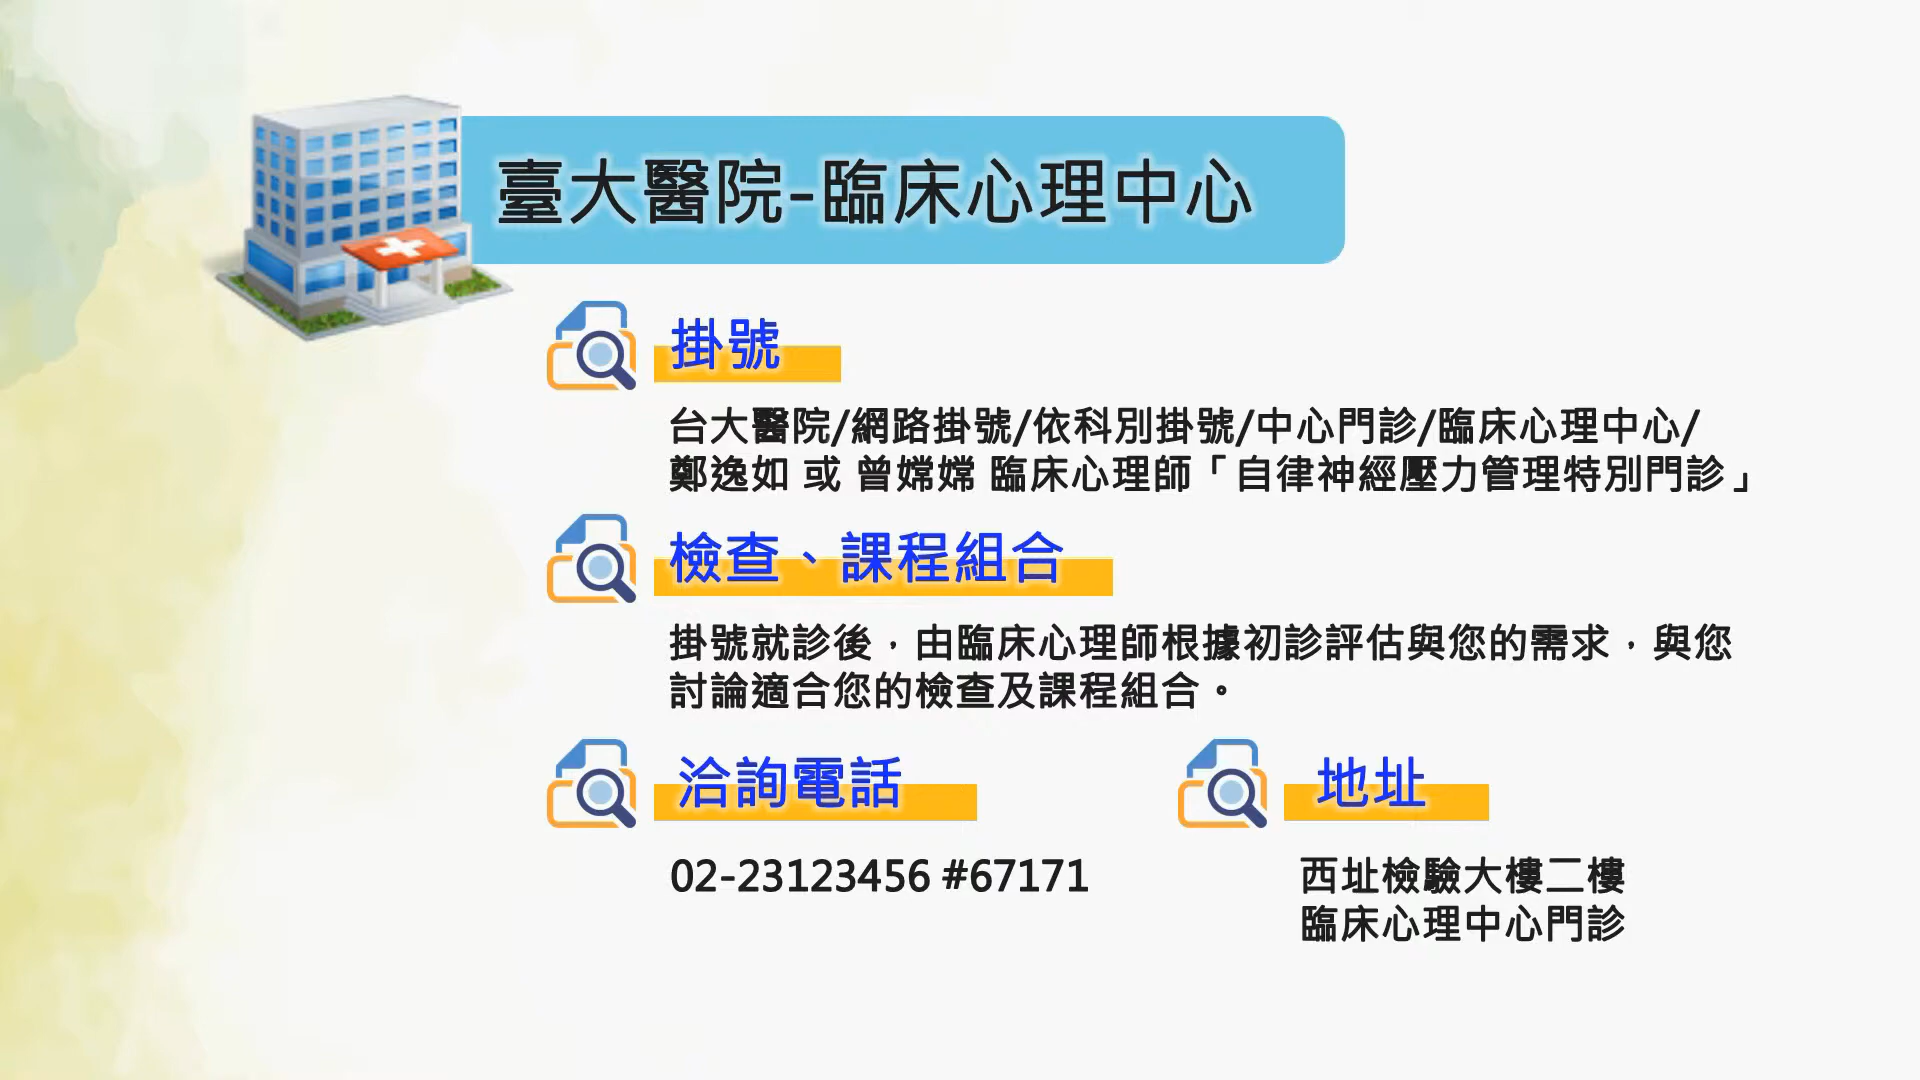 臺大醫院-臨床心理中心
掛號
台大醫院/網路掛號/依科別掛號/中心門診/臨床心理中心/
鄭逸如 或 曾嫦嫦 臨床心理師「自律神經壓力管理特別門診」
檢查、課程組合
掛號就診後，由臨床心理師根據初診評估與您的需求，與您
討論適合您的檢查及課程組合。
洽詢電話
02-23123456 #67171
地址
西址檢驗大樓二樓
臨床心理中心門診